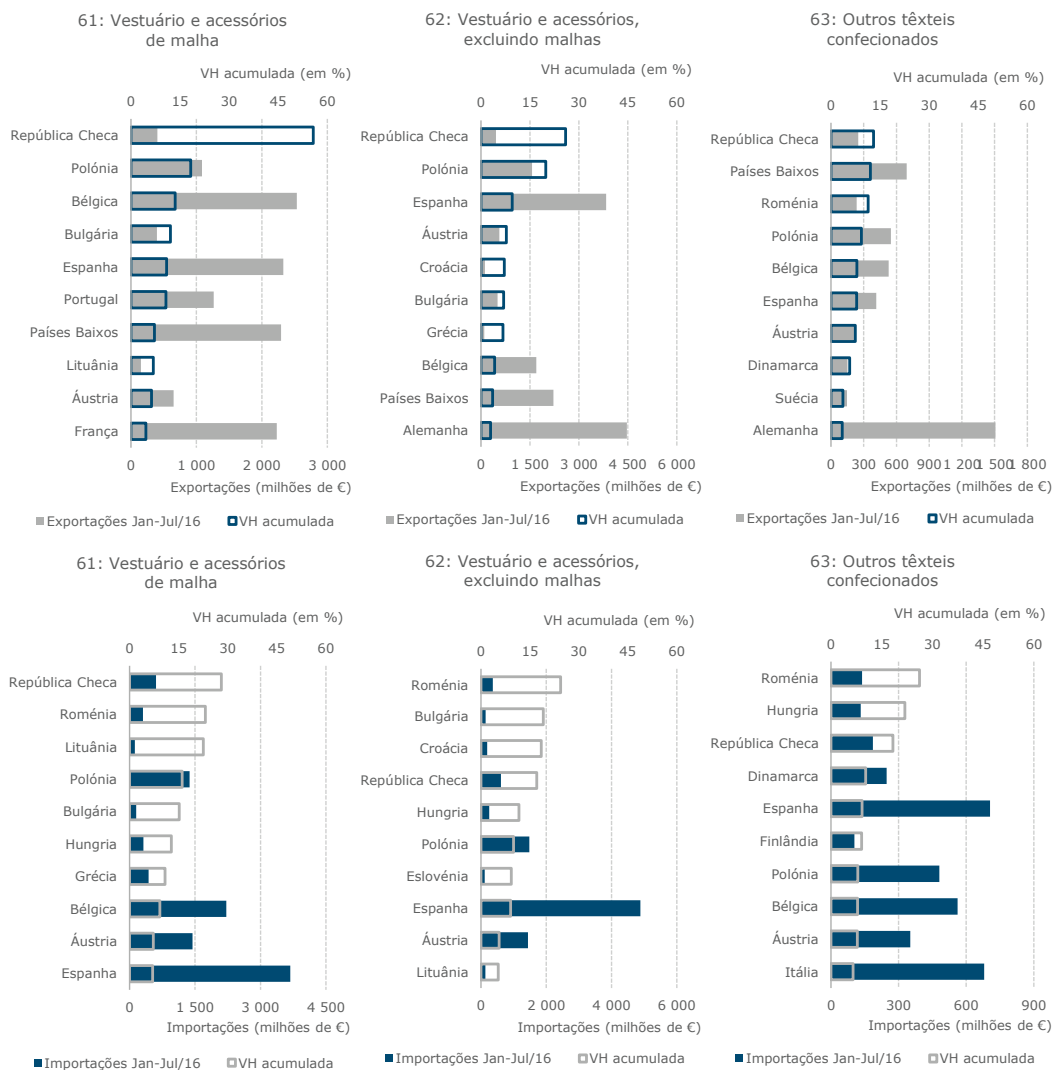 61: Vestuário e acessórios
de malha
VH acumulada (em %)
0 15 30 45 60
República Checa
Polónia
Bélgica
Bulgária
Espanha
Portugal
Países Baixos
Lituânia
Áustria
França
0 1 000 2 000 3 000
Exportações (milhões de €)
Exportações Jan-Jul/16 VH acumulada
62: Vestuário e acessórios,
excluindo malhas
VH acumulada (em %)
0 15 30 45 60
República Checa
Polónia
Espanha
Áustria
Croácia
Bulgária
Grécia
Bélgica
Países Baixos
Alemanha
0 1 500 3 000 4 500 6 000
Exportações (milhões de €)
Exportações Jan-Jul/16 VH acumulada
63: Outros têxteis
confecionados
VH acumulada (em %)
0 15 30 45 60
República Checa
Países Baixos
Roménia
Polónia
Bélgica
Espanha
Áustria
Dinamarca
Suécia
Alemanha
0 300 600 900 1 200 1 500 1 800
Exportações (milhões de €)
Exportações Jan-Jul/16 VH acumulada
61: Vestuário e acessórios
de malha
VH acumulada (em %)
0 15 30 45 60
República Checa
Roménia
Lituânia
Polónia
Bulgária
Hungria
Grécia
Bélgica
Áustria
Espanha
0 1 500 3 000 4 500
Importações (milhões de €)
Importações Jan-Jul/16 VH acumulada
62: Vestuário e acessórios,
excluindo malhas
VH acumulada (em %)
0 15 30 45 60
Roménia
Bulgária
Croácia
República Checa
Hungria
Polónia
Eslovénia
Espanha
Áustria
Lituânia
0 2 000 4 000 6 000
Importações (milhões de €)
Importações Jan-Jul/16 VH acumulada
63: Outros têxteis
confecionados
VH acumulada (em %)
0 15 30 45 60
Roménia
Hungria
República Checa
Dinamarca
Espanha
Finlândia
Polónia
Bélgica
Áustria
Itália
0 300 600 900
Importações (milhões de €)
Importações Jan-Jul/16 VH acumulada